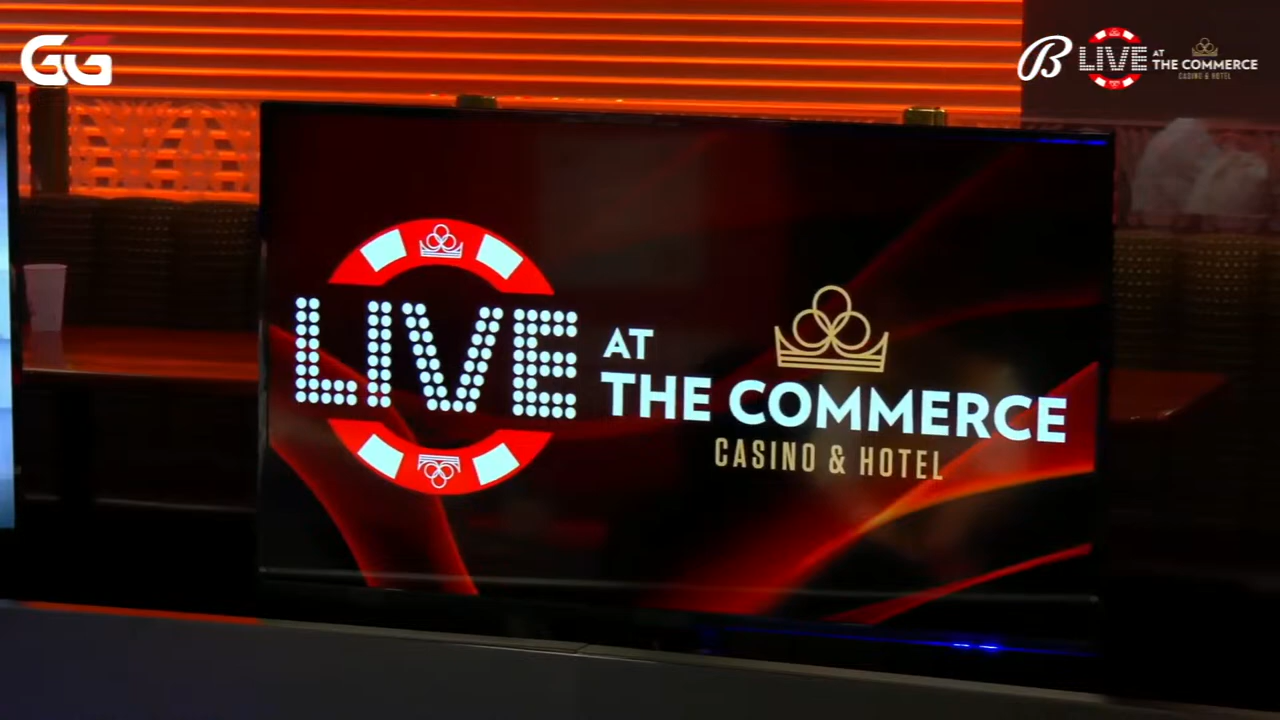 GG
B LIVE AT
THE COMMERCE
CASINO & HOTEL
LIVE AT
THE COMMERCE
CASINO & HOTEL